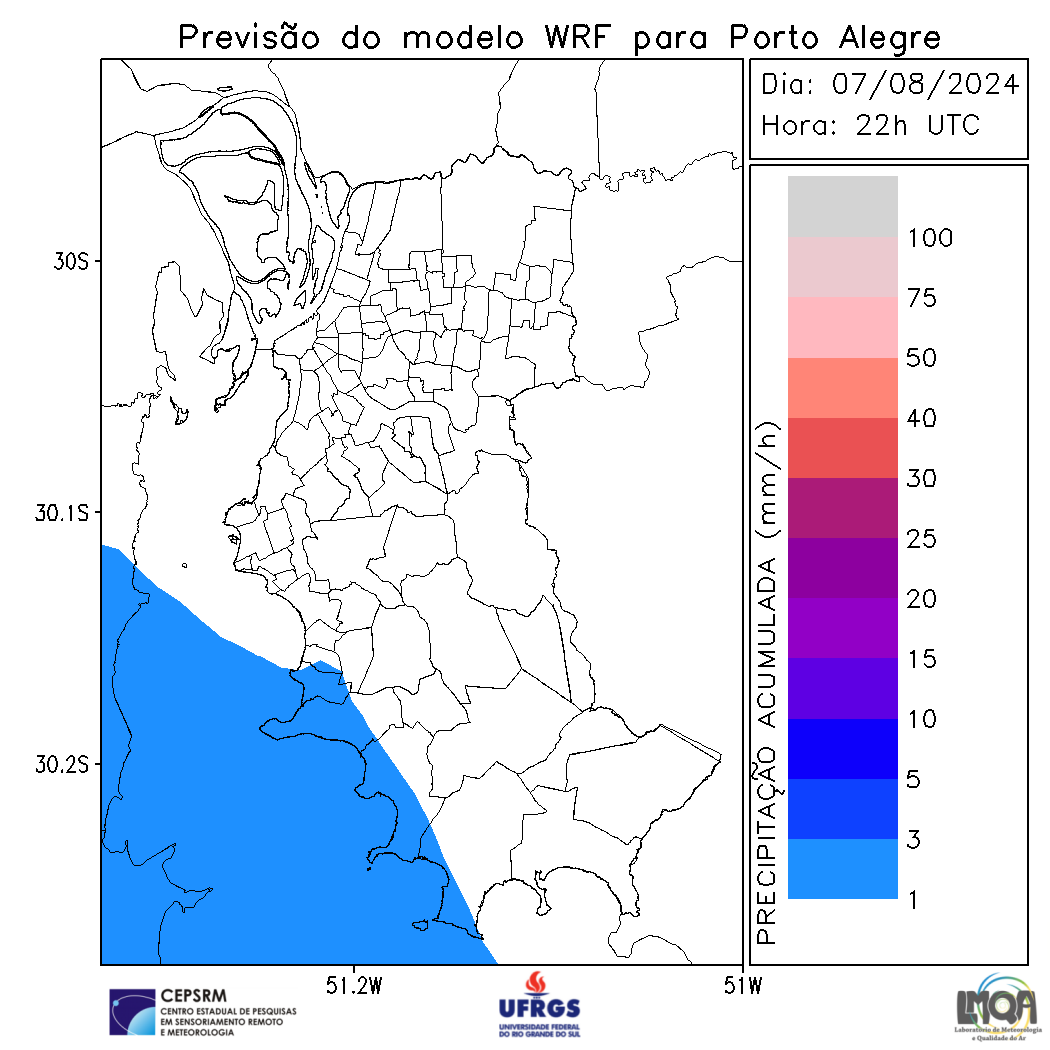 Previsão do modelo WRF para Porto Alegre
Dia: 07/08/2024
Hora: 22h UTC
30S
30.1S
30.2S
51.2W
51W
PRECIPITAÇÃO ACUMULADA (mm/h)
100
75
50
40
30
25
20
15
10
5
3
1
CEPSRM
CENTRO ESTADUAL DE PESQUISAS
EM SENSORIAMENTO REMOTO
E METEOROLOGIA
UFRGS
UNIVERSIDADE FEDERAL
DO RIO GRANDE DO SUL
LMQA
Laboratório de Meteorologia
e Qualidade do Ar